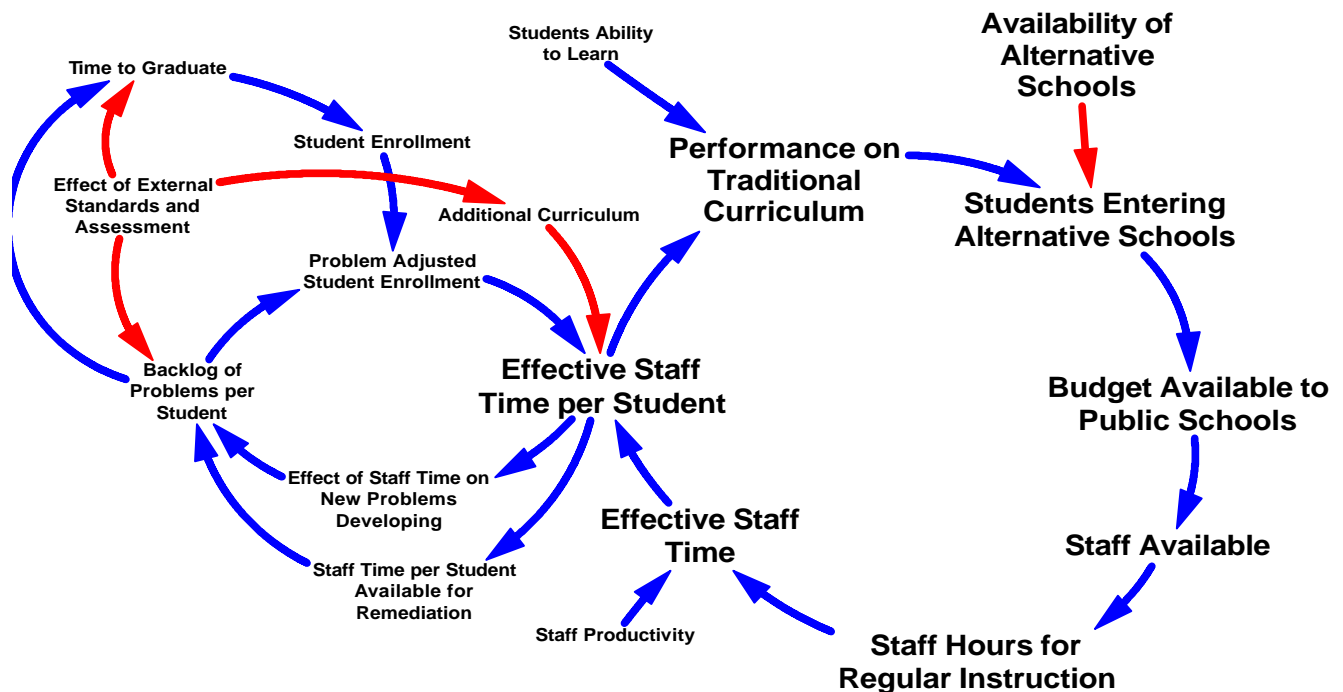 Students Ability
to Learn
Availability of
Alternative
Schools
Time to Graduate
Student Enrollment
Performance on
Traditional
Curriculum
Effect of External
Standards and
Assessment
Additional Curriculum
Students Entering
Alternative Schools
Problem Adjusted
Student Enrollment
Backlog of
Problems per
Student
Effective Staff
Time per Student
Budget Available to
Public Schools
Effect of Staff Time on
New Problems
Developing
Effective Staff
Time
Staff Available
Staff Time per Student
Available for
Remediation
Staff Productivity
Staff Hours for
Regular Instruction